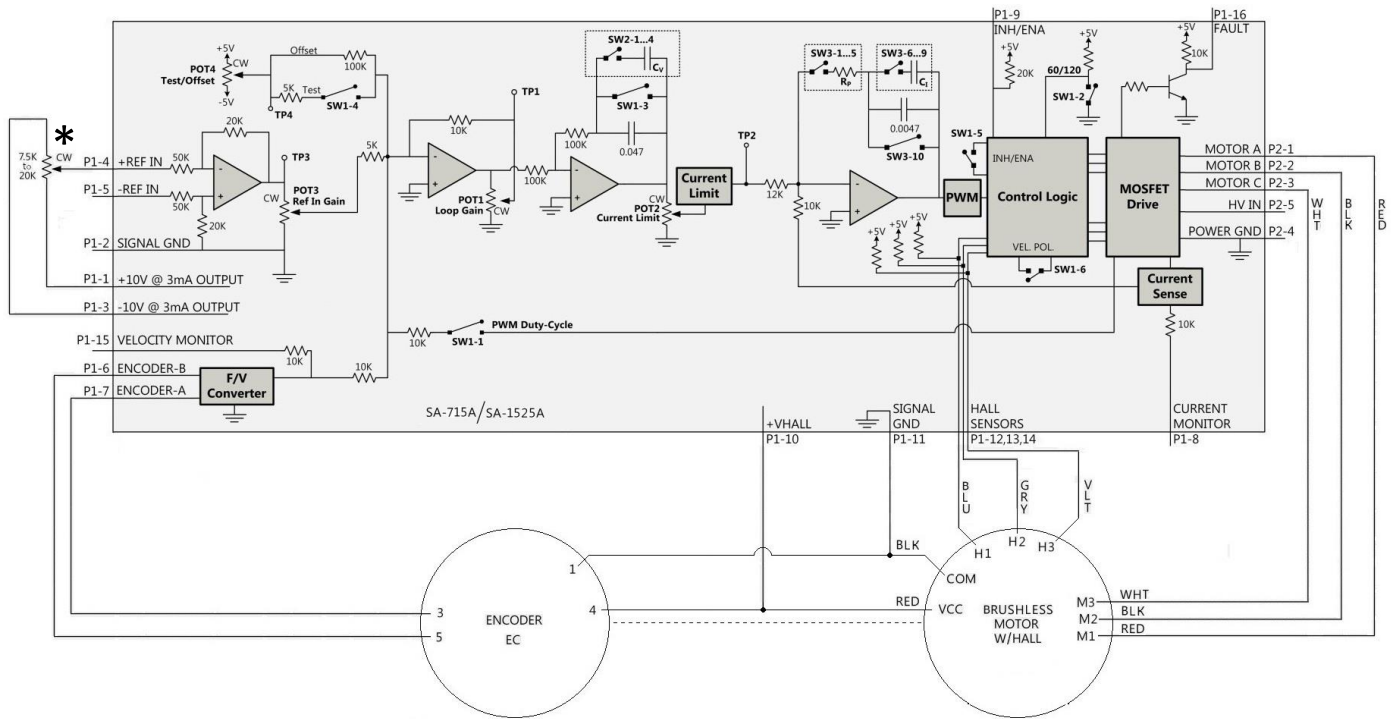 P1-9
INH/ENA
P1-16
FAULT
+5V
POT4
Test/Offset
CW
-5V
Offset
100K
5K
Test
SW1-4
TP4
SW2-1...4
Cv
SW1-3
100K
0.047
TP1
10K
SW3-1...5
RP
SW3-6...9
CI
0.0047
SW3-10
+5V
20K
60/120
+5V
SW1-2
10K
+5V
*
7.5K
to
20K
CW
P1-4
+REF IN
50K
20K
-
+
TP3
P1-5
-REF IN
50K
20K
CW
POT3
Ref In Gain
5K
-
+
POT1
Loop Gain
CW
100K
-
+
CW
POT2
Current Limit
Current
Limit
TP2
12K
10K
-
+
PWM
SW1-5
INH/ENA
Control Logic
VEL. POL.
SW1-6
MOSFET
Drive
MOTOR A
P2-1
MOTOR B
P2-2
MOTOR C
P2-3
HV IN
P2-5
POWER GND
P2-4
WHT
BLK
RED
+5V
+5V
+5V
P1-2
SIGNAL GND
P1-1
+10V @ 3mA OUTPUT
P1-3
-10V @ 3mA OUTPUT
Current
Sense
10K
P1-15
VELOCITY MONITOR
10K
10K
SW1-1
PWM Duty-Cycle
P1-6
ENCODER-B
P1-7
ENCODER-A
F/V
Converter
10K
SA-715A/SA-1525A
+VHALL
P1-10
SIGNAL
GND
P1-11
HALL
SENSORS
P1-12,13,14
CURRENT
MONITOR
P1-8
BLU
GRY
VLT
H1
H2
H3
1
BLK
COM
3
ENCODER
EC
4
RED
VCC
5
BRUSHLESS
MOTOR
W/HALL
M3
WHT
M2
BLK
M1
RED